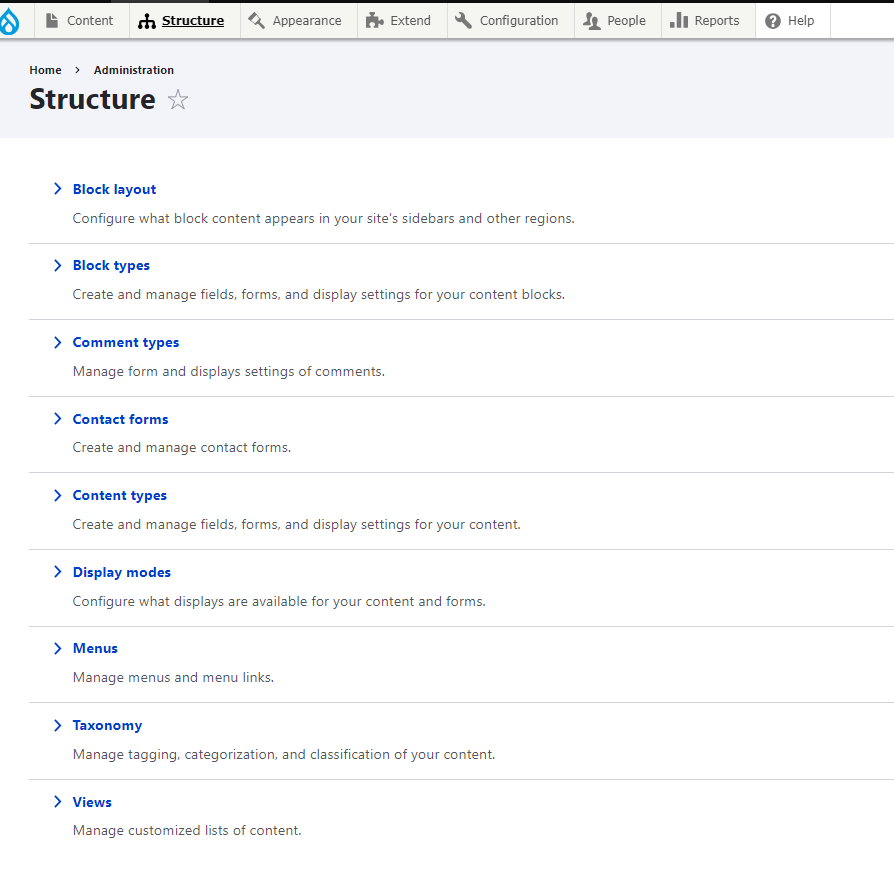 Content Structure Appearance Extend Configuration People Reports Help
Home > Administration
Structure
Block layout
Configure what block content appears in your site's sidebars and other regions.
Block types
Create and manage fields, forms, and display settings for your content blocks.
Comment types
Manage form and displays settings of comments.
Contact forms
Create and manage contact forms.
Content types
Create and manage fields, forms, and display settings for your content.
Display modes
Configure what displays are available for your content and forms.
Menus
Manage menus and menu links.
Taxonomy
Manage tagging, categorization, and classification of your content.
Views
Manage customized lists of content.